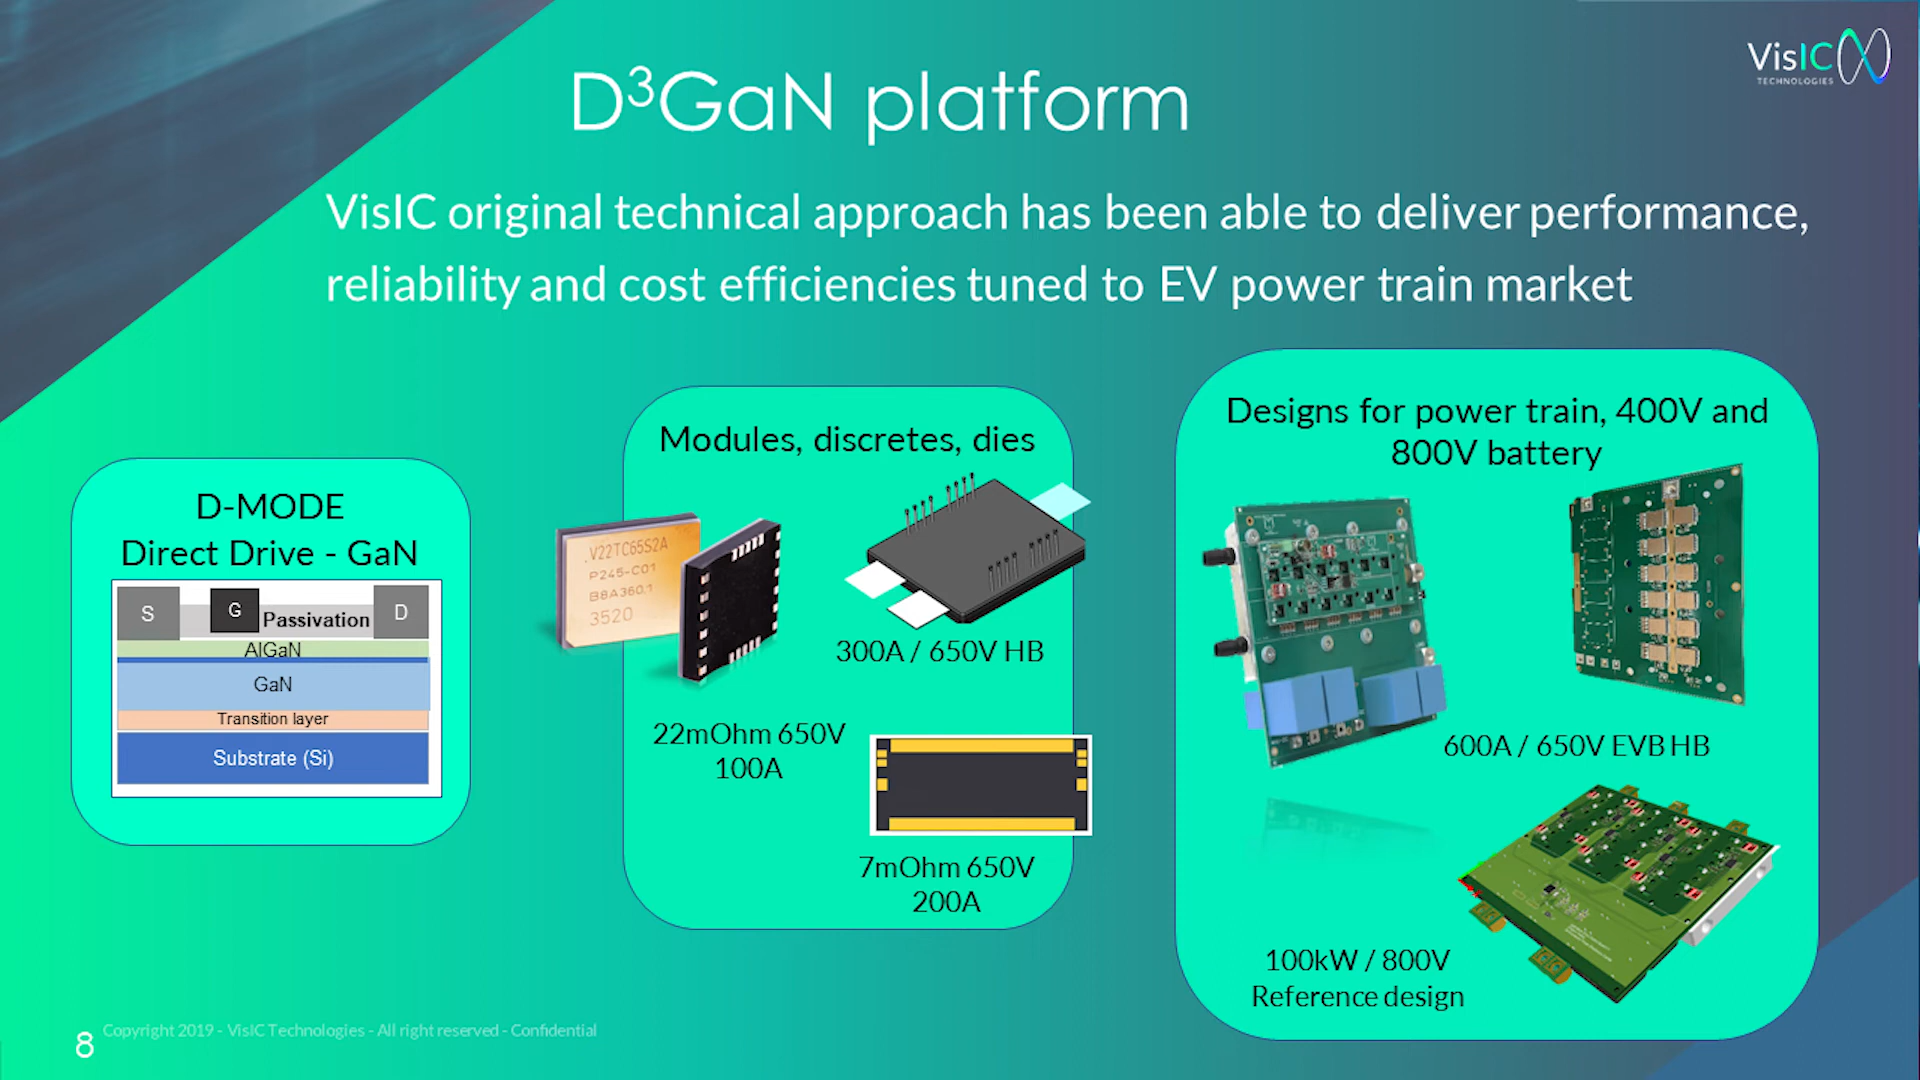 VisIC
TECHNOLOGIES
D³GaN platform
VisIC original technical approach has been able to deliver performance,
reliability and cost efficiencies tuned to EV power train market
D-MODE
Direct Drive - GaN
S
G
Passivation
D
AlGaN
GaN
Transition layer
Substrate (Si)
Modules, discretes, dies
V22TC65S2A
P245-C01
B8A360.1
3520
300A / 650V HB
22mOhm 650V
100A
7mOhm 650V
200A
Designs for power train, 400V and
800V battery
600A / 650V EVB HB
100kW / 800V
Reference design
8
Copyright 2019 - VisIC Technologies - All right reserved - Confidential